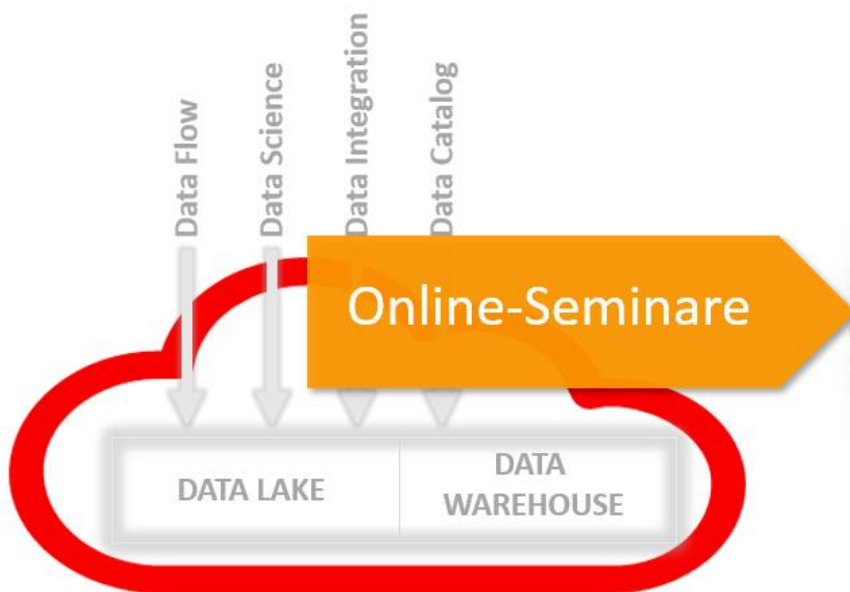 Data Flow
Data Science
Data Integration
Data Catalog
Online-Seminare
DATA LAKE
DATA
WAREHOUSE